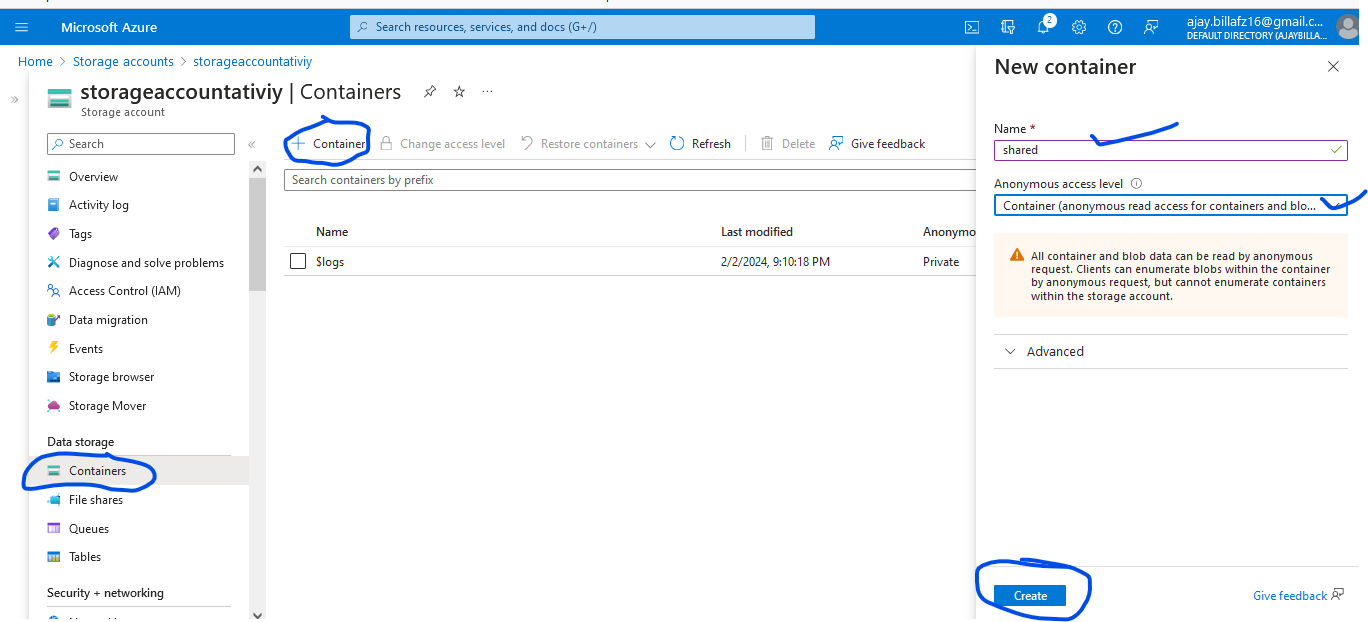 Microsoft Azure
Search resources, services, and docs (G+/)
2
ajay.billafz16@gmail.c...
DEFAULT DIRECTORY (AJAYBILLA...
Home > Storage accounts > storageaccountativiy
storageaccountativiy | Containers
Storage account
Search
Overview
Activity log
Tags
Diagnose and solve problems
Access Control (IAM)
Data migration
Events
Storage browser
Storage Mover
Data storage
Containers
File shares
Queues
Tables
Security + networking
Container
Change access level
Restore containers
Refresh
Delete
Give feedback
Search containers by prefix
Name Last modified Anonymo
$logs 2/2/2024, 9:10:18 PM Private
New container
Name *
shared
Anonymous access level
Container (anonymous read access for containers and blo...
All container and blob data can be read by anonymous
request. Clients can enumerate blobs within the container
by anonymous request, but cannot enumerate containers
within the storage account.
Advanced
Create
Give feedback